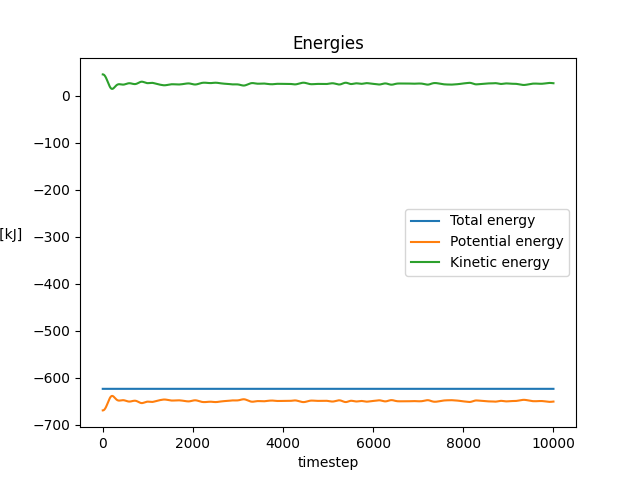 Energies
0
−100
−200
−300
[kJ]
−400
−500
−600
−700
Total energy
Potential energy
Kinetic energy
0 2000 4000 6000 8000 10000
timestep